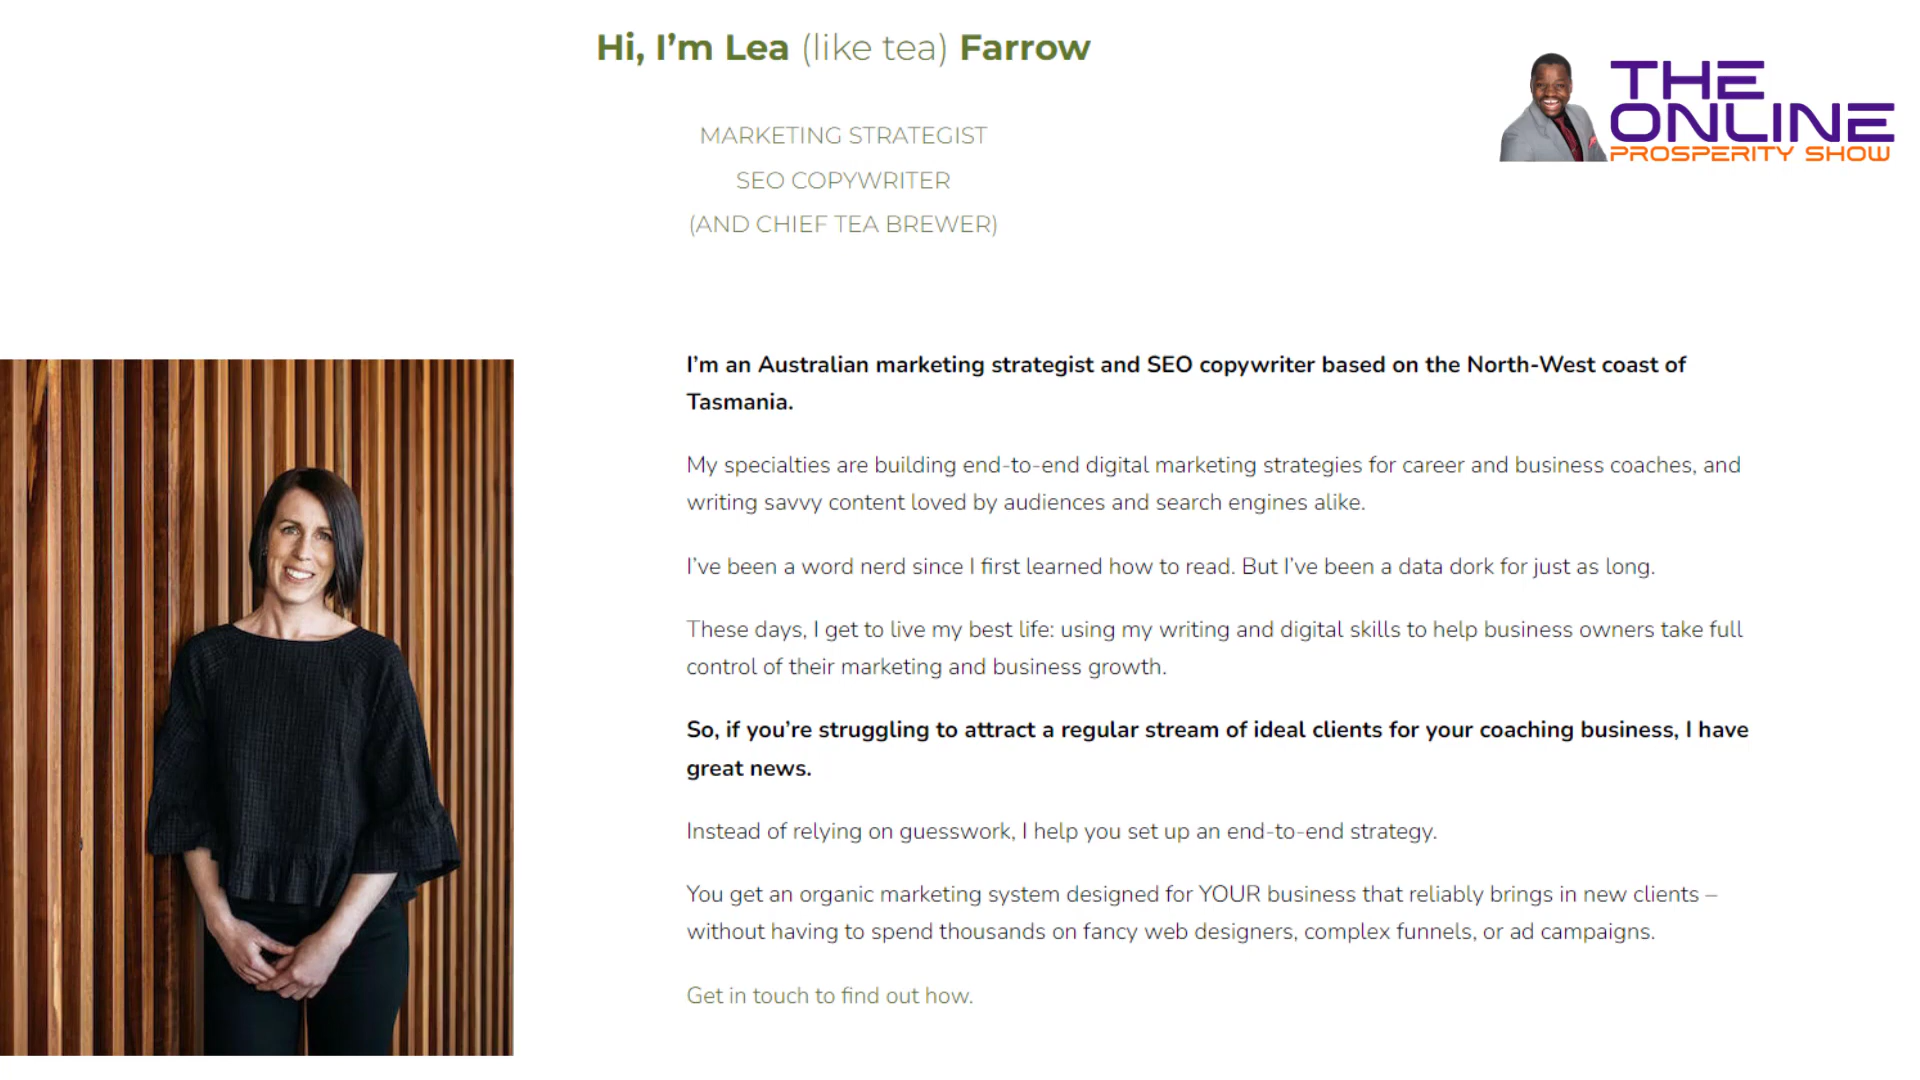 Hi, I’m Lea (like tea) Farrow
THE
ONLINE
PROSPERITY SHOW
MARKETING STRATEGIST
SEO COPYWRITER
(AND CHIEF TEA BREWER)
I’m an Australian marketing strategist and SEO copywriter based on the North-West coast of
Tasmania.
My specialties are building end-to-end digital marketing strategies for career and business coaches, and
writing savvy content loved by audiences and search engines alike.
I’ve been a word nerd since I first learned how to read. But I’ve been a data dork for just as long.
These days, I get to live my best life: using my writing and digital skills to help business owners take full
control of their marketing and business growth.
So, if you’re struggling to attract a regular stream of ideal clients for your coaching business, I have
great news.
Instead of relying on guesswork, I help you set up an end-to-end strategy.
You get an organic marketing system designed for YOUR business that reliably brings in new clients –
without having to spend thousands on fancy web designers, complex funnels, or ad campaigns.
Get in touch to find out how.